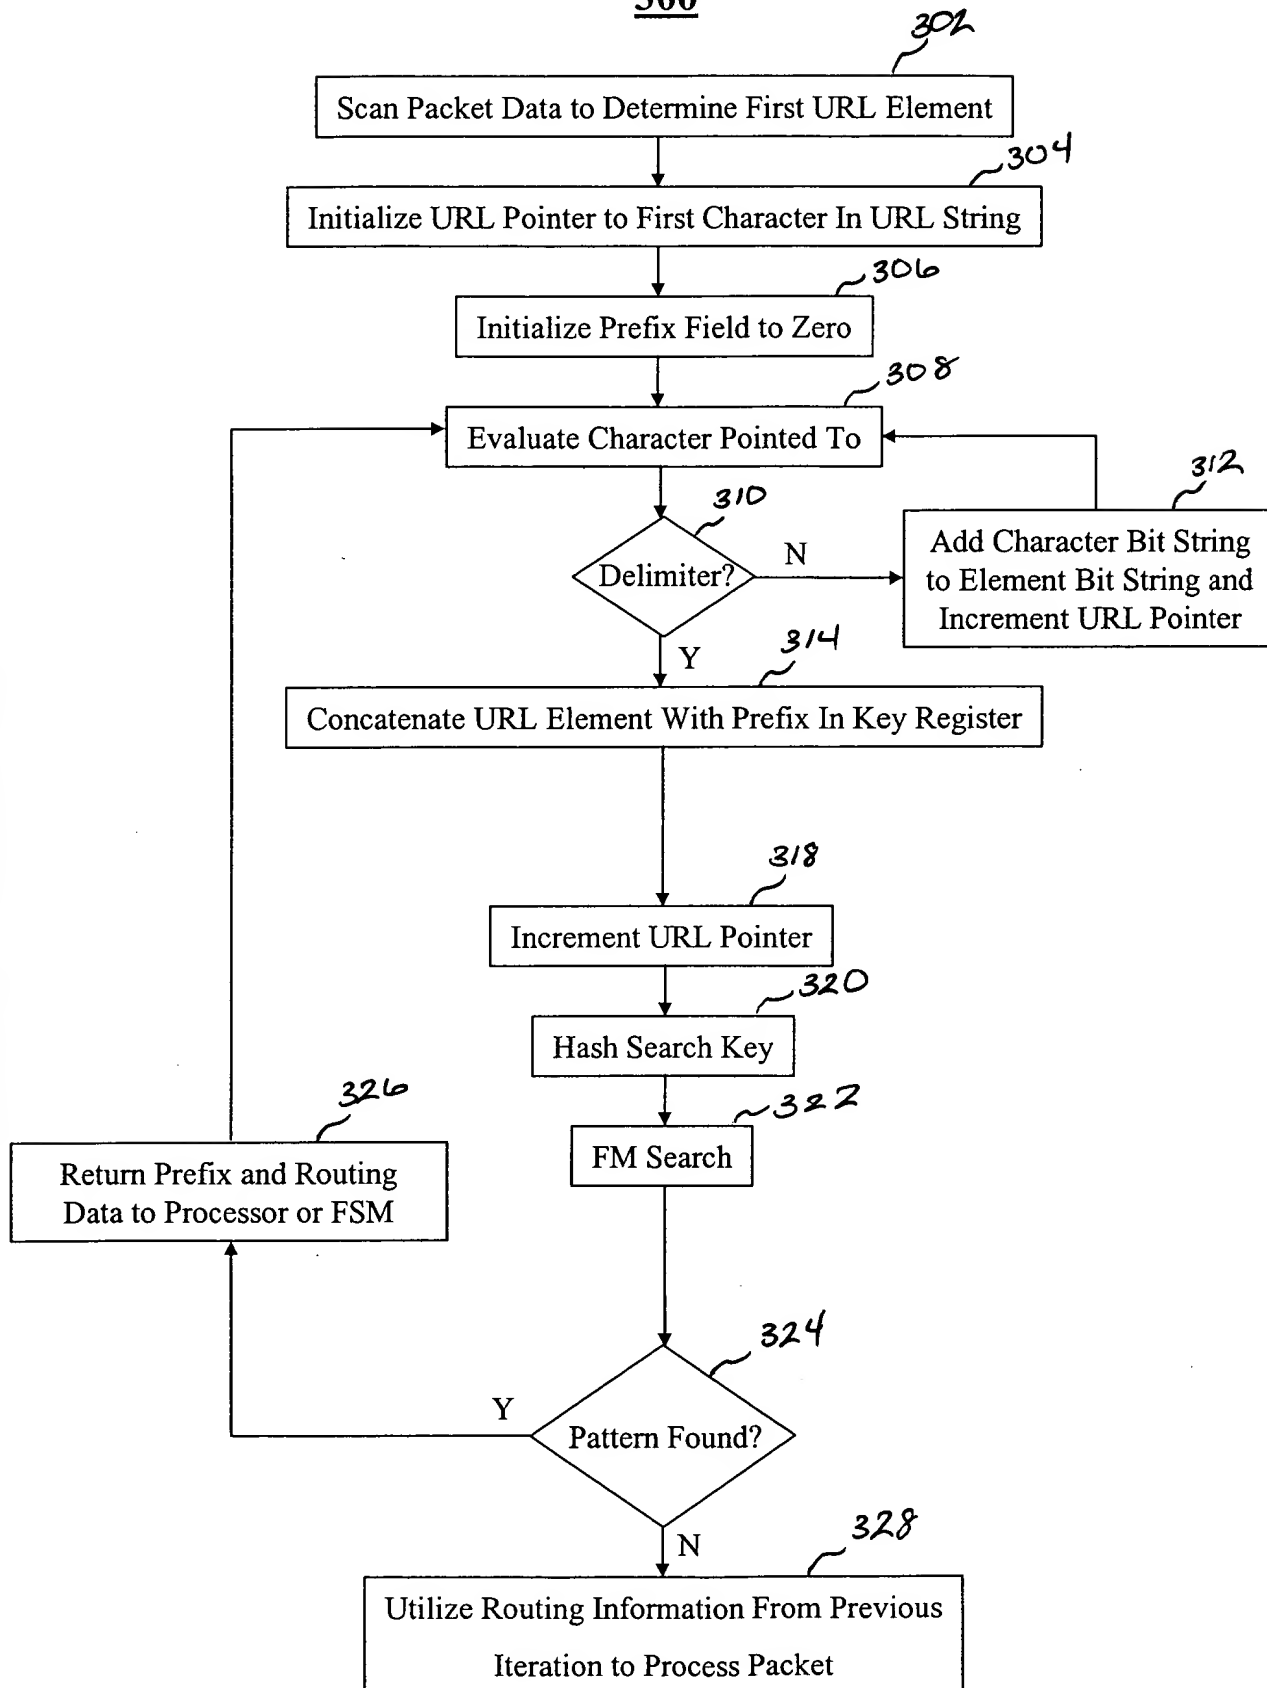 300
302
Scan Packet Data to Determine First URL Element
304
Initialize URL Pointer to First Character In URL String
306
Initialize Prefix Field to Zero
308
Evaluate Character Pointed To
310
312
Delimiter?
N
Add Character Bit String
to Element Bit String and
Increment URL Pointer
Y
314
Concatenate URL Element With Prefix In Key Register
318
Increment URL Pointer
320
Hash Search Key
322
FM Search
326
Return Prefix and Routing
Data to Processor or FSM
324
Y
Pattern Found?
N
328
Utilize Routing Information From Previous
Iteration to Process Packet